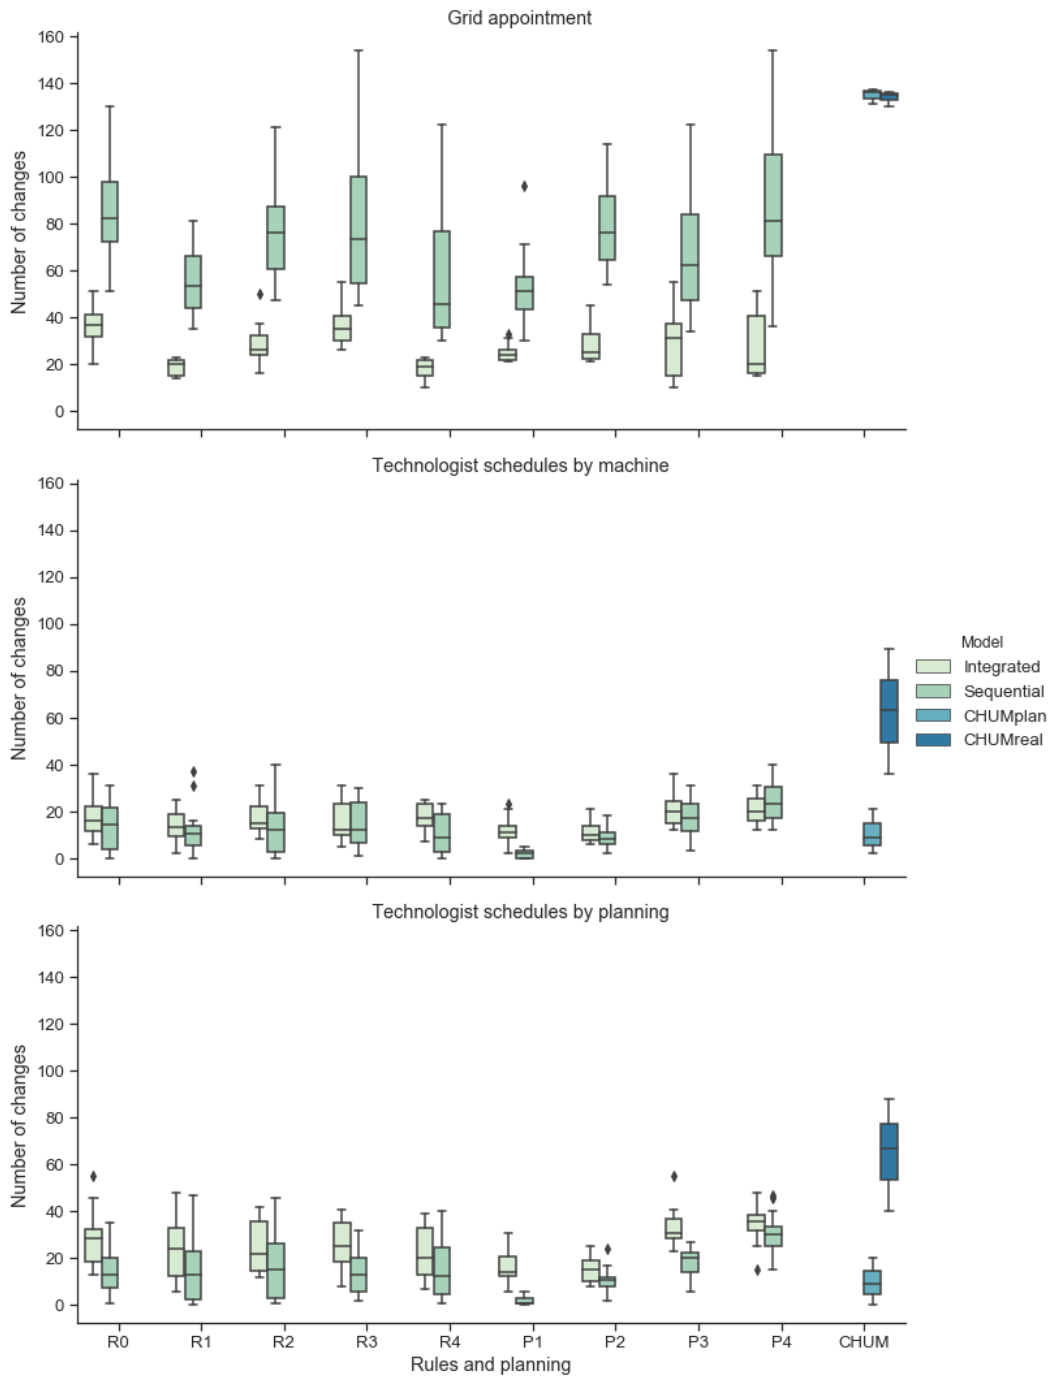 Grid appointment
160
140
120
100
80
60
40
20
0
Number of changes
Technologist schedules by machine
160
140
120
100
80
60
40
20
0
Number of changes
Model
Integrated
Sequential
CHUMplan
CHUMreal
Technologist schedules by planning
160
140
120
100
80
60
40
20
0
Number of changes
R0 R1 R2 R3 R4 P1 P2 P3 P4 CHUM
Rules and planning